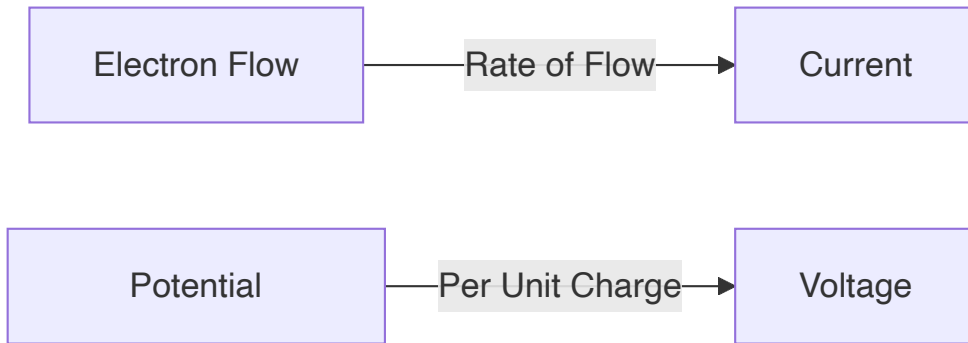 Electron Flow
Rate of Flow
Current
Potential
Per Unit Charge
Voltage